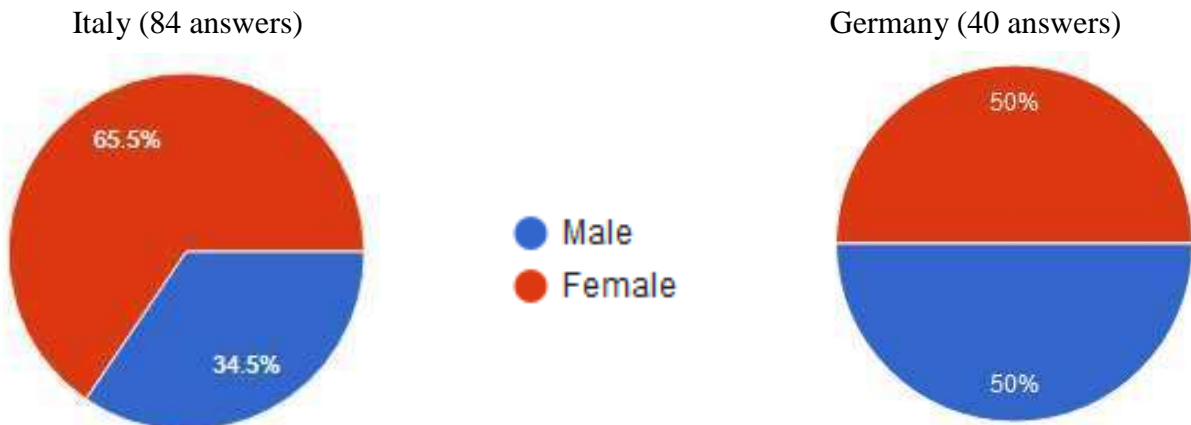 Italy (84 answers)
Germany (40 answers)
65.5%
34.5%
Male
Female
50%
50%